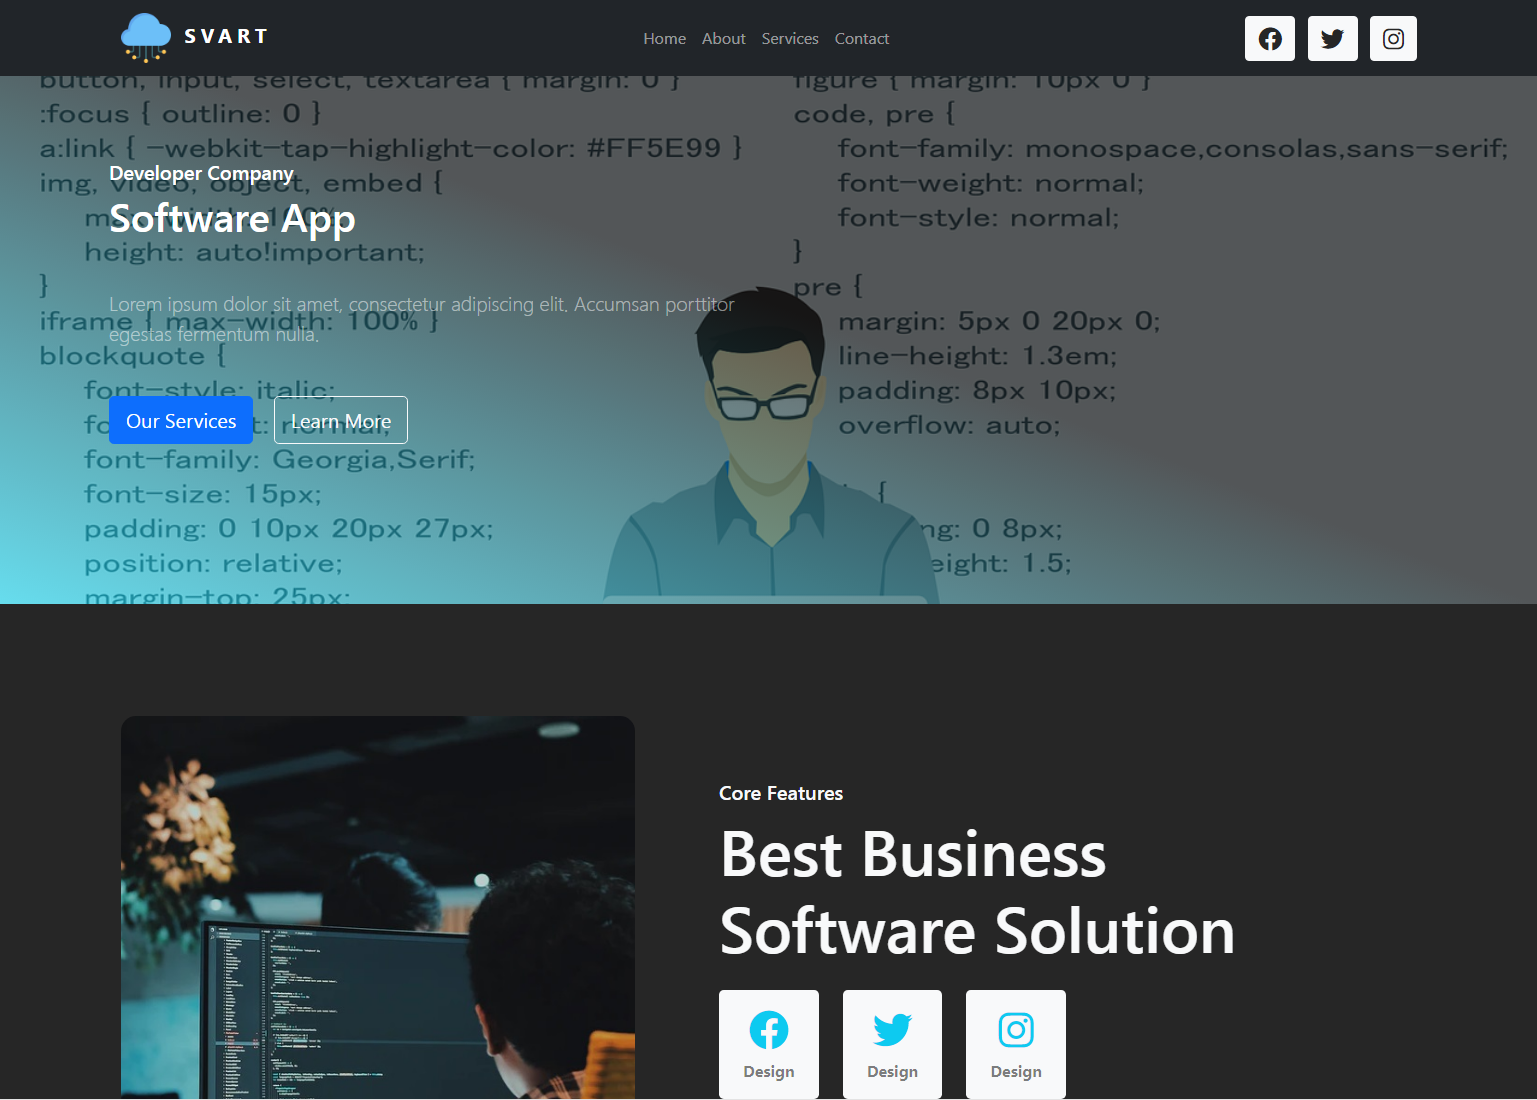 SVART
Home About Services Contact
button, input, select, textarea { margin: 0 }
:focus { outline: 0 }
a:link { -webkit-tap-highlight-color: #FF5E99 }
img, video, object, embed {
max-width: 100%
height: auto!important;
}
iframe { max-width: 100% }
blockquote {
font-style: italic;
normal;
font-family: Georgia,Serif;
font-size: 15px;
padding: 0 10px 20px 27px;
position: relative;
margin-top: 25px;
figure { margin: 10px 0 }
code, pre {
font-family: monospace,consolas,sans-serif;
font-weight: normal;
font-style: normal;
}
pre {
margin: 5px 0 20px 0;
line-height: 1.3em;
padding: 8px 10px;
overflow: auto;
{
ng: 0 8px;
eight: 1.5;
Developer Company
Software App
Lorem ipsum dolor sit amet, consectetur adipiscing elit. Accumsan porttitor
egestas fermentum nulla.
Our Services Learn More
Core Features
Best Business
Software Solution
Design Design Design